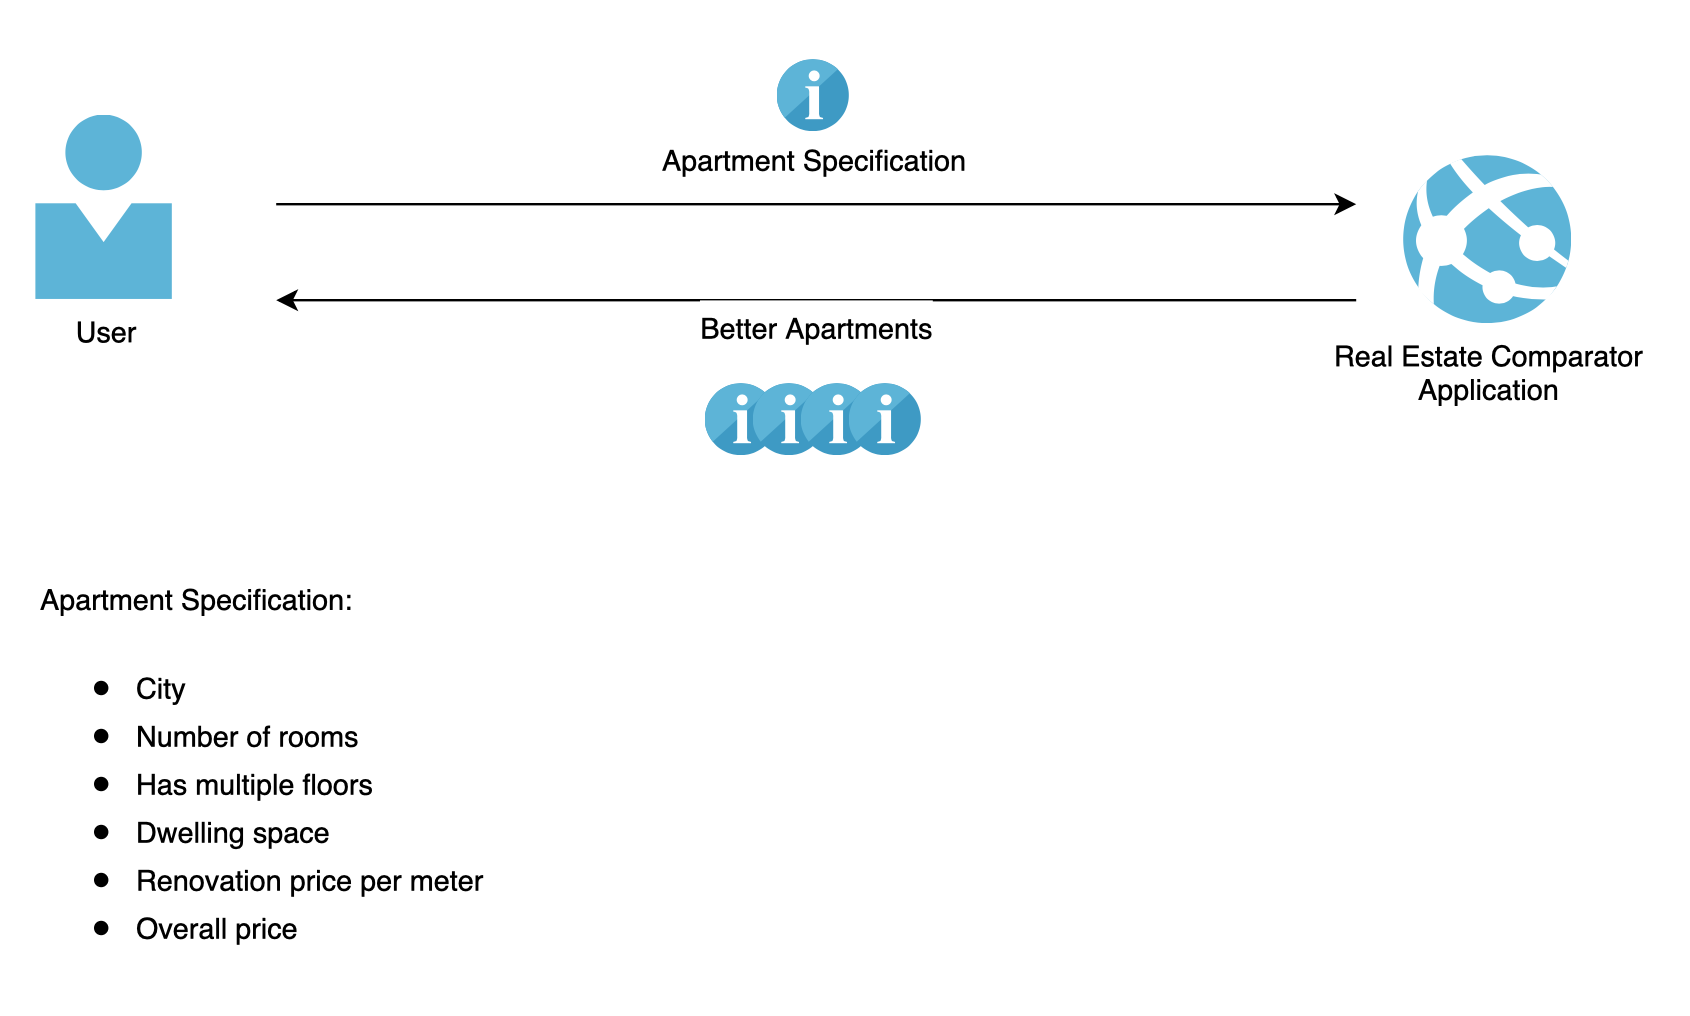 Apartment Specification
Better Apartments
User
Real Estate Comparator
Application
Apartment Specification:
City
Number of rooms
Has multiple floors
Dwelling space
Renovation price per meter
Overall price